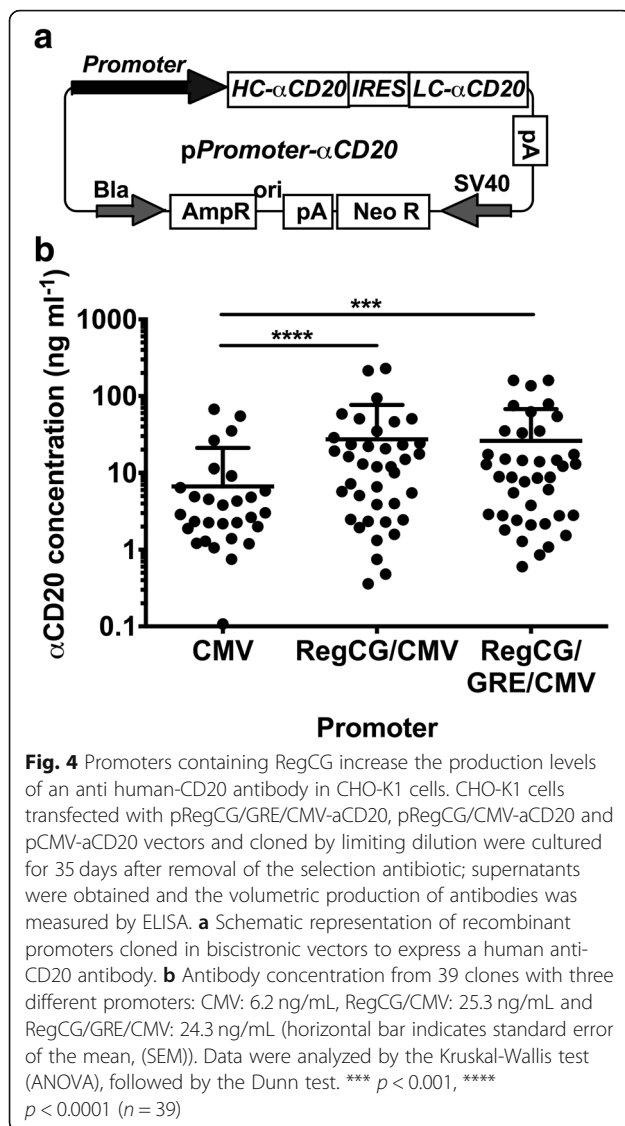 a
Promoter
HC-αCD20 IRES LC-αCD20
pA
pPromoter-αCD20
Bla
ori
SV40
AmpR
pA
Neo R
b
***
****
αCD20 concentration (ng ml-1)
1000
100
10
1
0.1
CMV
RegCG/CMV
RegCG/
GRE/CMV
Promoter
Fig. 4 Promoters containing RegCG increase the production levels
of an anti human-CD20 antibody in CHO-K1 cells. CHO-K1 cells
transfected with pRegCG/GRE/CMV-aCD20, pRegCG/CMV-aCD20 and
pCMV-aCD20 vectors and cloned by limiting dilution were cultured
for 35 days after removal of the selection antibiotic; supernatants
were obtained and the volumetric production of antibodies was
measured by ELISA. a Schematic representation of recombinant
promoters cloned in biscistronic vectors to express a human anti-
CD20 antibody. b Antibody concentration from 39 clones with three
different promoters: CMV: 6.2 ng/mL, RegCG/CMV: 25.3 ng/mL and
RegCG/GRE/CMV: 24.3 ng/mL (horizontal bar indicates standard error
of the mean, (SEM)). Data were analyzed by the Kruskal-Wallis test
(ANOVA), followed by the Dunn test. *** p < 0.001, ****
p < 0.0001 (n = 39)